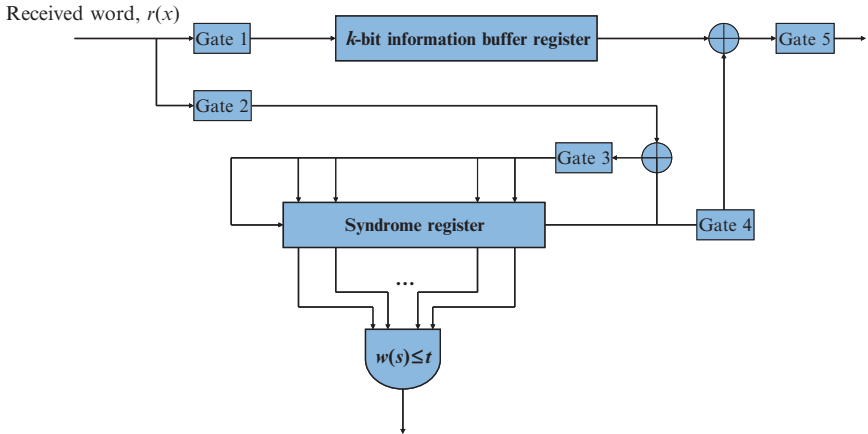 Received word, r(x)
Gate 1
k-bit information buffer register
Gate 5
Gate 2
Gate 3
Syndrome register
Gate 4
...
w(s)≤t